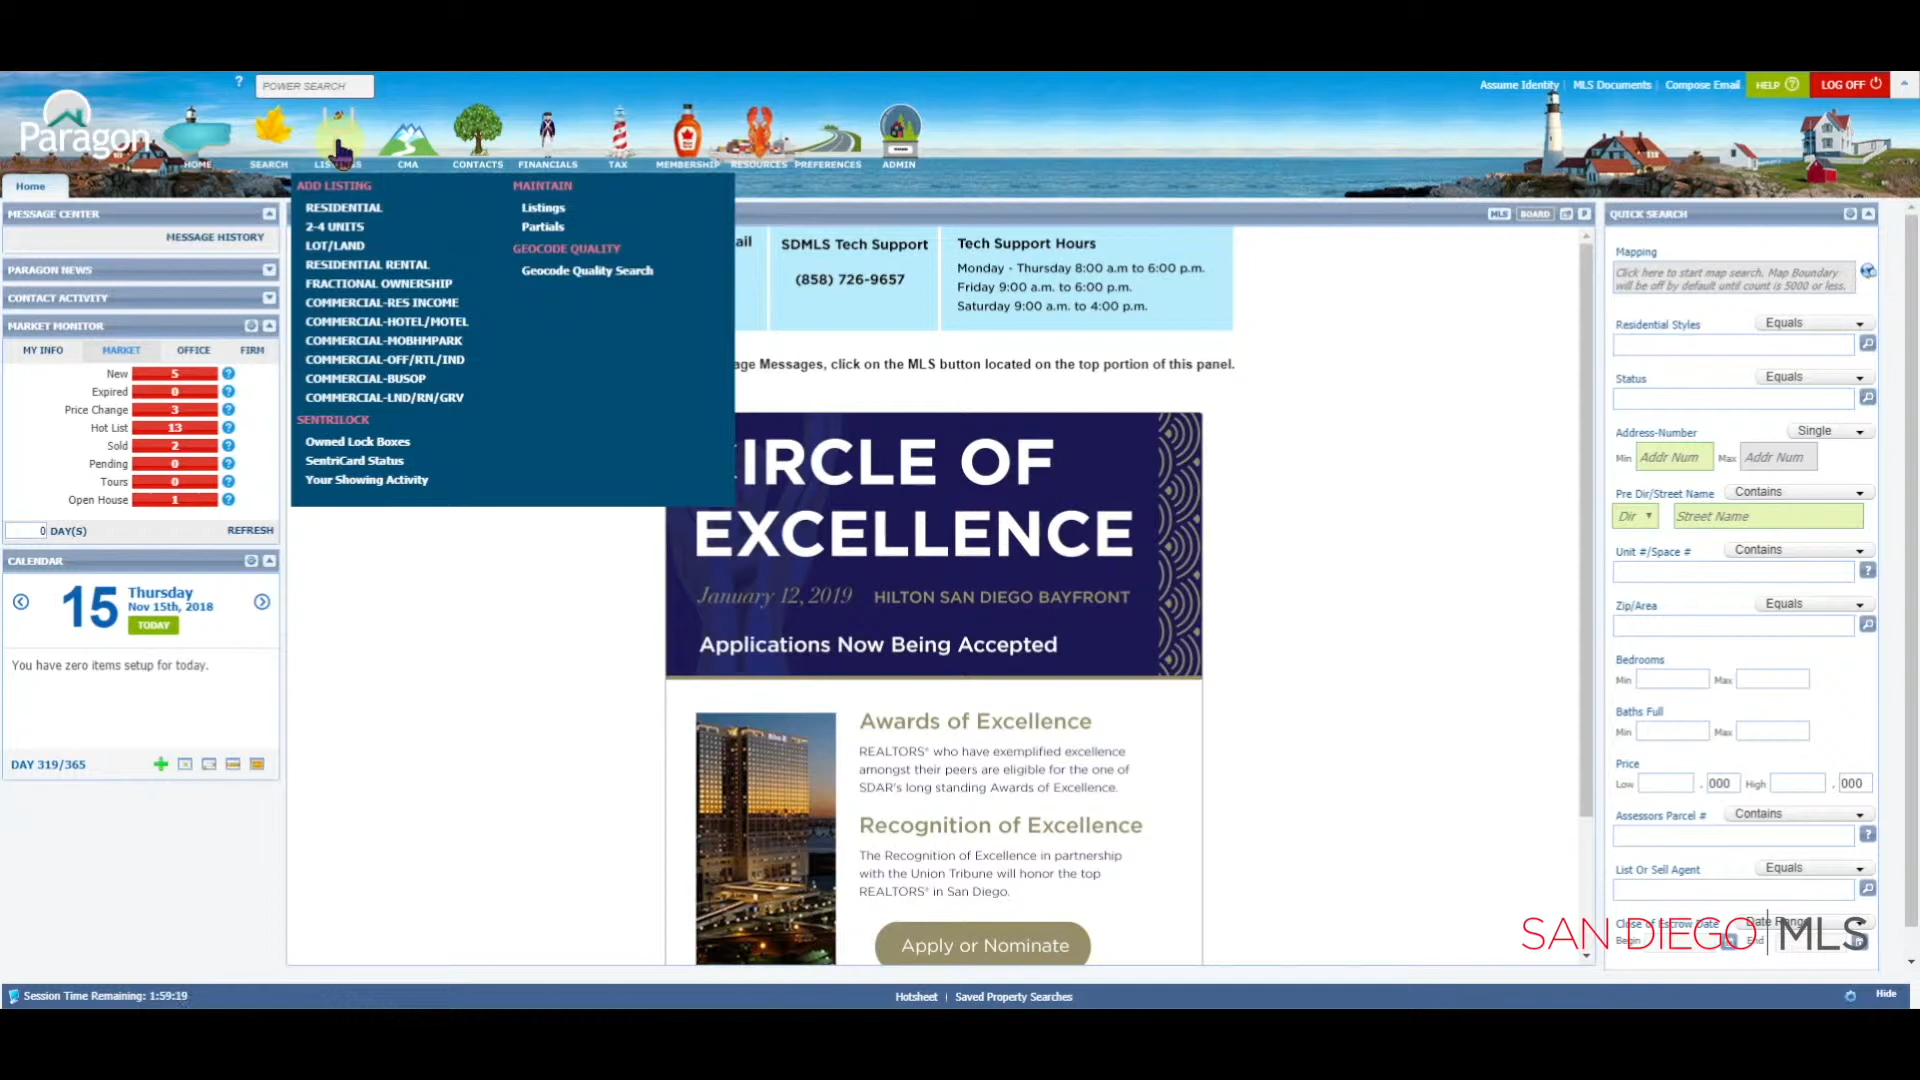 ?
POWER SEARCH
Assume Identity | MLS Documents | Compose Email
HELP ?
LOG OFF
Paragon
HOME
SEARCH
LISTINGS
CMA
CONTACTS
FINANCIALS
TAX
MEMBERSHIP
RESOURCES
PREFERENCES
ADMIN
Home
MESSAGE CENTER
MESSAGE HISTORY
PARAGON NEWS
CONTACT ACTIVITY
MARKET MONITOR
MY INFO MARKET OFFICE FIRM
New 5 ?
Expired 0 ?
Price Change 3 ?
Hot List 13 ?
Sold 2 ?
Pending 0 ?
Tours 0 ?
Open House 1 ?
0 DAY(S) REFRESH
CALENDAR
15
Thursday
Nov 15th, 2018
TODAY
You have zero items setup for today.
DAY 319/365
ADD LISTING
RESIDENTIAL
2-4 UNITS
LOT/LAND
RESIDENTIAL RENTAL
FRACTIONAL OWNERSHIP
COMMERCIAL-RES INCOME
COMMERCIAL-HOTEL/MOTEL
COMMERCIAL-MOBHMPARK
COMMERCIAL-OFF/RTL/IND
COMMERCIAL-BUSOP
COMMERCIAL-LND/RN/GRV
SENTRILOCK
Owned Lock Boxes
SentriCard Status
Your Showing Activity
MAINTAIN
Listings
Partials
GEOCODE QUALITY
Geocode Quality Search
MLS BOARD P
ail
SDMLS Tech Support
(858) 726-9657
Tech Support Hours
Monday - Thursday 8:00 a.m to 6:00 p.m.
Friday 9:00 a.m. to 6:00 p.m.
Saturday 9:00 a.m. to 4:00 p.m.
age Messages, click on the MLS button located on the top portion of this panel.
CIRCLE OF
EXCELLENCE
January 12, 2019 HILTON SAN DIEGO BAYFRONT
Applications Now Being Accepted
Awards of Excellence
REALTORS® who have exemplified excellence
amongst their peers are eligible for the one of
SDAR's long standing Awards of Excellence.
Recognition of Excellence
The Recognition of Excellence in partnership
with the Union Tribune will honor the top
REALTORS® in San Diego.
Apply or Nominate
QUICK SEARCH
Mapping
Click here to start map search. Map Boundary
will be off by default until count is 5000 or less.
Residential Styles Equals
Status Equals
Address-Number Single
Min Addr Num Max Addr Num
Pre Dir/Street Name Contains
Dir Street Name
Unit #/Space # Contains
?
Zip/Area Equals
Bedrooms
Min Max
Baths Full
Min Max
Price
Low , 000 High , 000
Assessors Parcel # Contains
?
List Or Sell Agent Equals
Close of Escrow Date Date Range
Begin End
SAN DIEGO | MLS
Session Time Remaining: 1:59:19
Hotsheet | Saved Property Searches
Hide